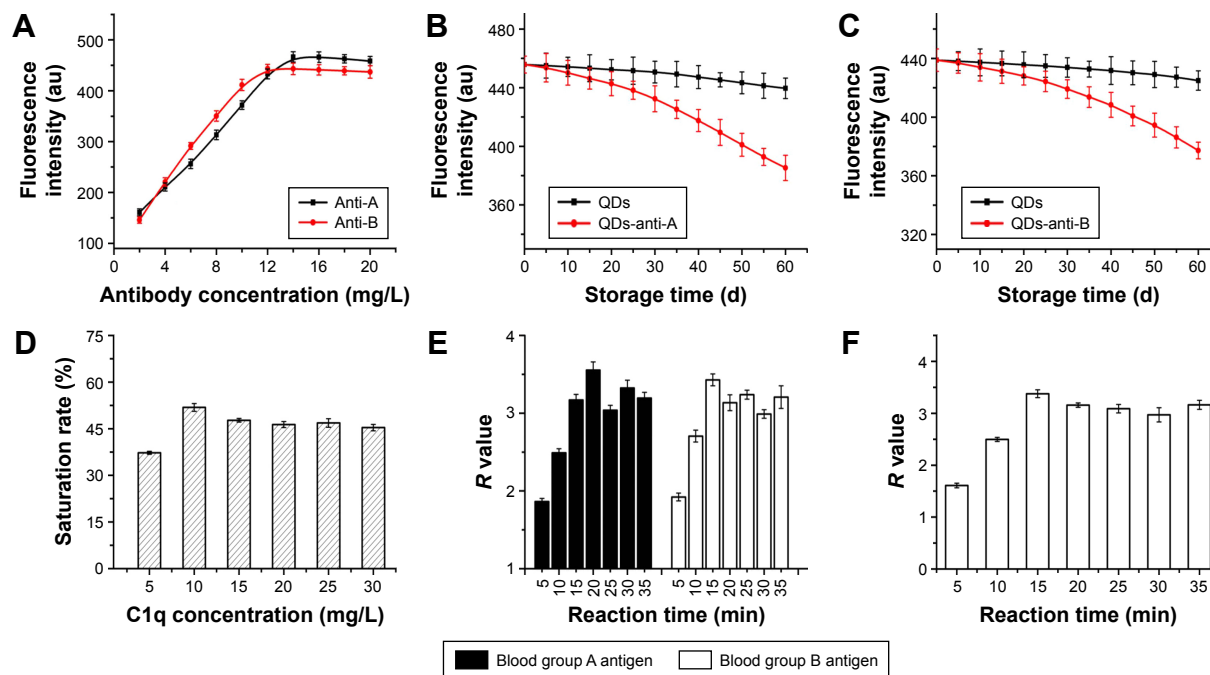 A
Fluorescence
intensity (au)
500
400
300
200
100
0 4 8 12 16 20
Antibody concentration (mg/L)
Anti-A
Anti-B
B
Fluorescence
intensity (au)
480
440
400
360
0 10 20 30 40 50 60
Storage time (d)
QDs
QDs-anti-A
C
Fluorescence
intensity (au)
480
440
400
360
320
0 10 20 30 40 50 60
Storage time (d)
QDs
QDs-anti-B
D
Saturation rate (%)
75
60
45
30
15
0
5 10 15 20 25 30
C1q concentration (mg/L)
E
R value
4
3
2
1
5 10 15 20 25 30 35 5 10 15 20 25 30 35
Reaction time (min)
F
R value
4
3
2
1
0
5 10 15 20 25 30 35
Reaction time (min)
Blood group A antigen
Blood group B antigen